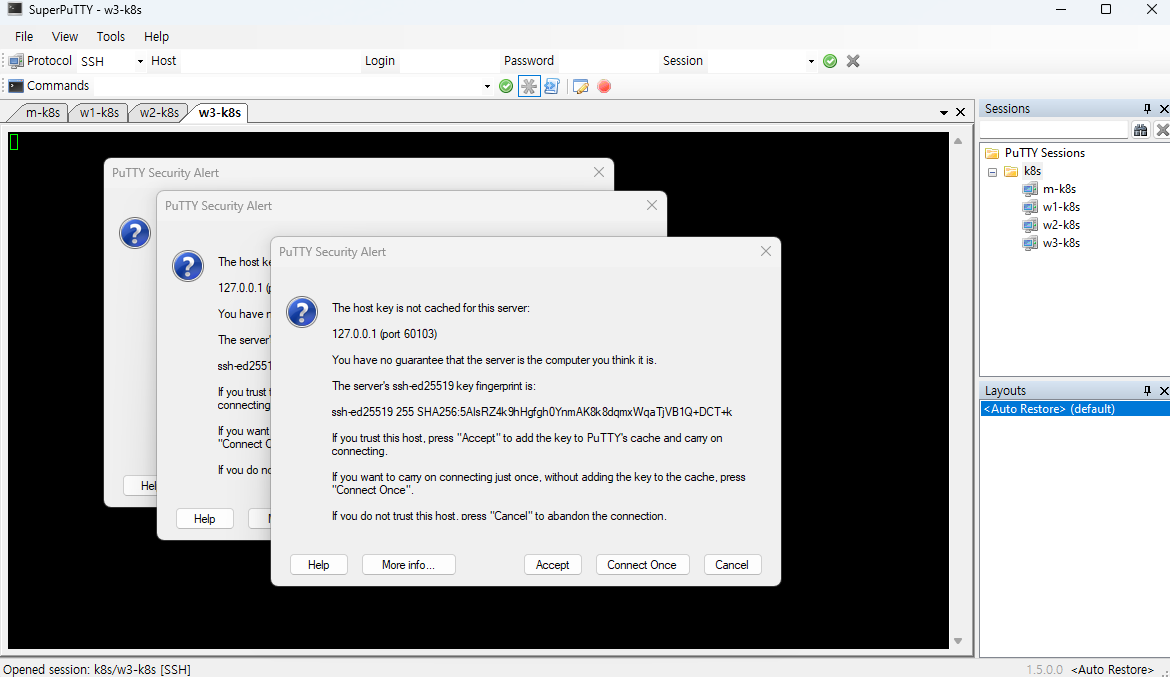 SuperPuTTY - w3-k8s
File View Tools Help
Protocol SSH Host Login Password Session
Commands
m-k8s w1-k8s w2-k8s w3-k8s
PuTTY Security Alert
PuTTY Security Alert
The host
127.0.0.1
You have
The server'
If you trust
connecting
If you want
"Connect
If you do
Help
PuTTY Security Alert
The host key is not cached for this server:
127.0.0.1 (port 60103)
You have no guarantee that the server is the computer you think it is.
The server's ssh-ed25519 key fingerprint is:
ssh-ed25519 255 SHA256:5AlsRZ4k9hHgfgh0YnmAK8k8dqmxWqaTjVB1Q+DCT+k
If you trust this host, press "Accept" to add the key to PuTTY's cache and carry on
connecting.
If you want to carry on connecting just once, without adding the key to the cache, press
"Connect Once".
If you do not trust this host, press "Cancel" to abandon the connection.
Help More info... Accept Connect Once Cancel
Sessions
PuTTY Sessions
k8s
m-k8s
w1-k8s
w2-k8s
w3-k8s
Layouts
<Auto Restore> (default)
Opened session: k8s/w3-k8s [SSH]
1.5.0.0 <Auto Restore>